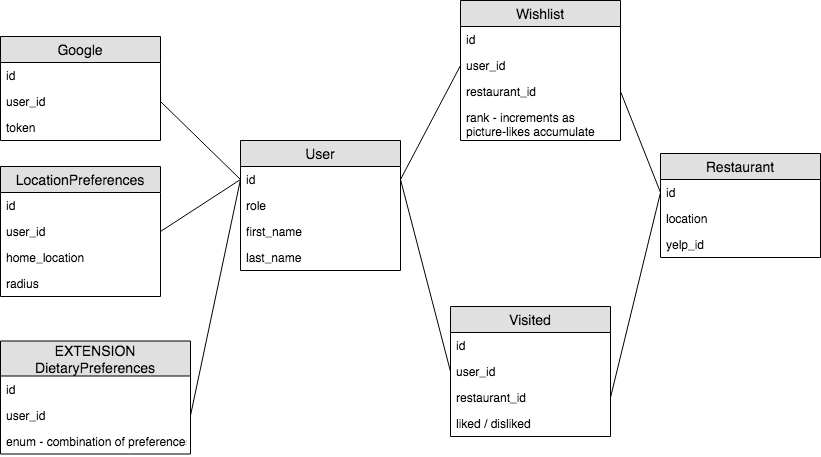 Google
id
user_id
token
LocationPreferences
id
user_id
home_location
radius
EXTENSION
DietaryPreferences
id
user_id
enum - combination of preference
User
id
role
first_name
last_name
Wishlist
id
user_id
restaurant_id
rank - increments as
picture-likes accumulate
Visited
id
user_id
restaurant_id
liked / disliked
Restaurant
id
location
yelp_id